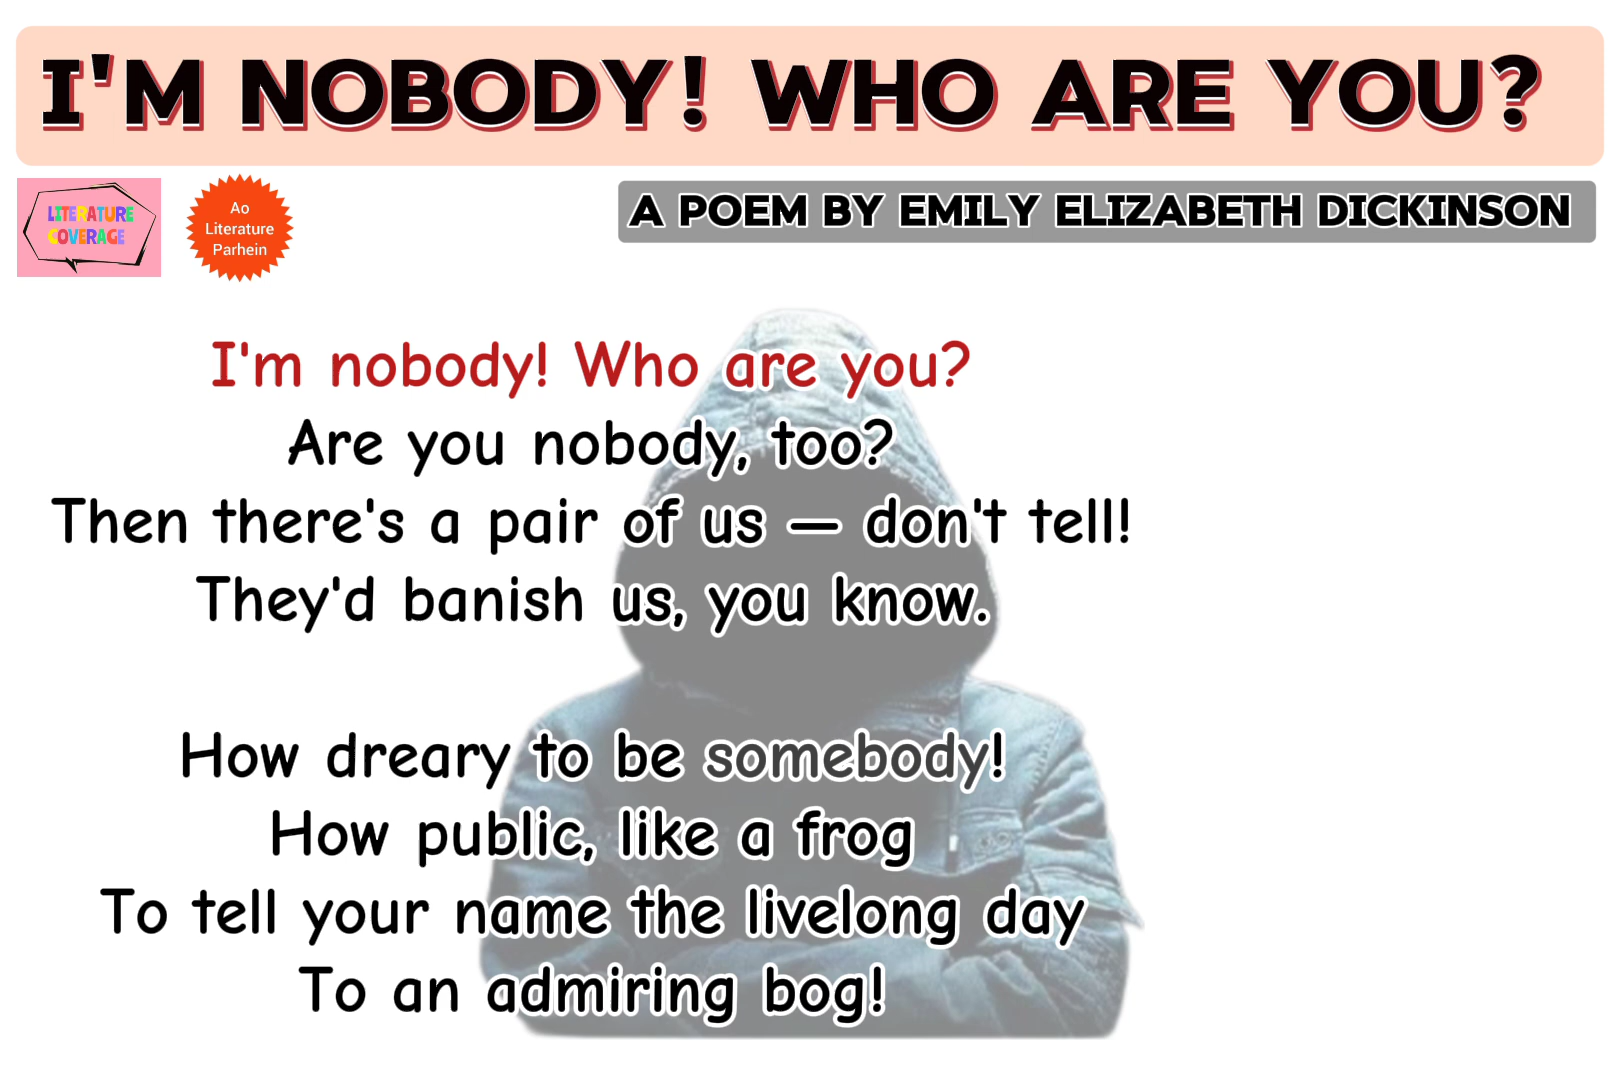 I'M NOBODY! WHO ARE YOU?
LITERATURE
COVERAGE
Ao
Literature
Parhein
A POEM BY EMILY ELIZABETH DICKINSON
I'm nobody! Who are you?
Are you nobody, too?
Then there's a pair of us — don't tell!
They'd banish us, you know.
How dreary to be somebody!
How public, like a frog
To tell your name the livelong day
To an admiring bog!